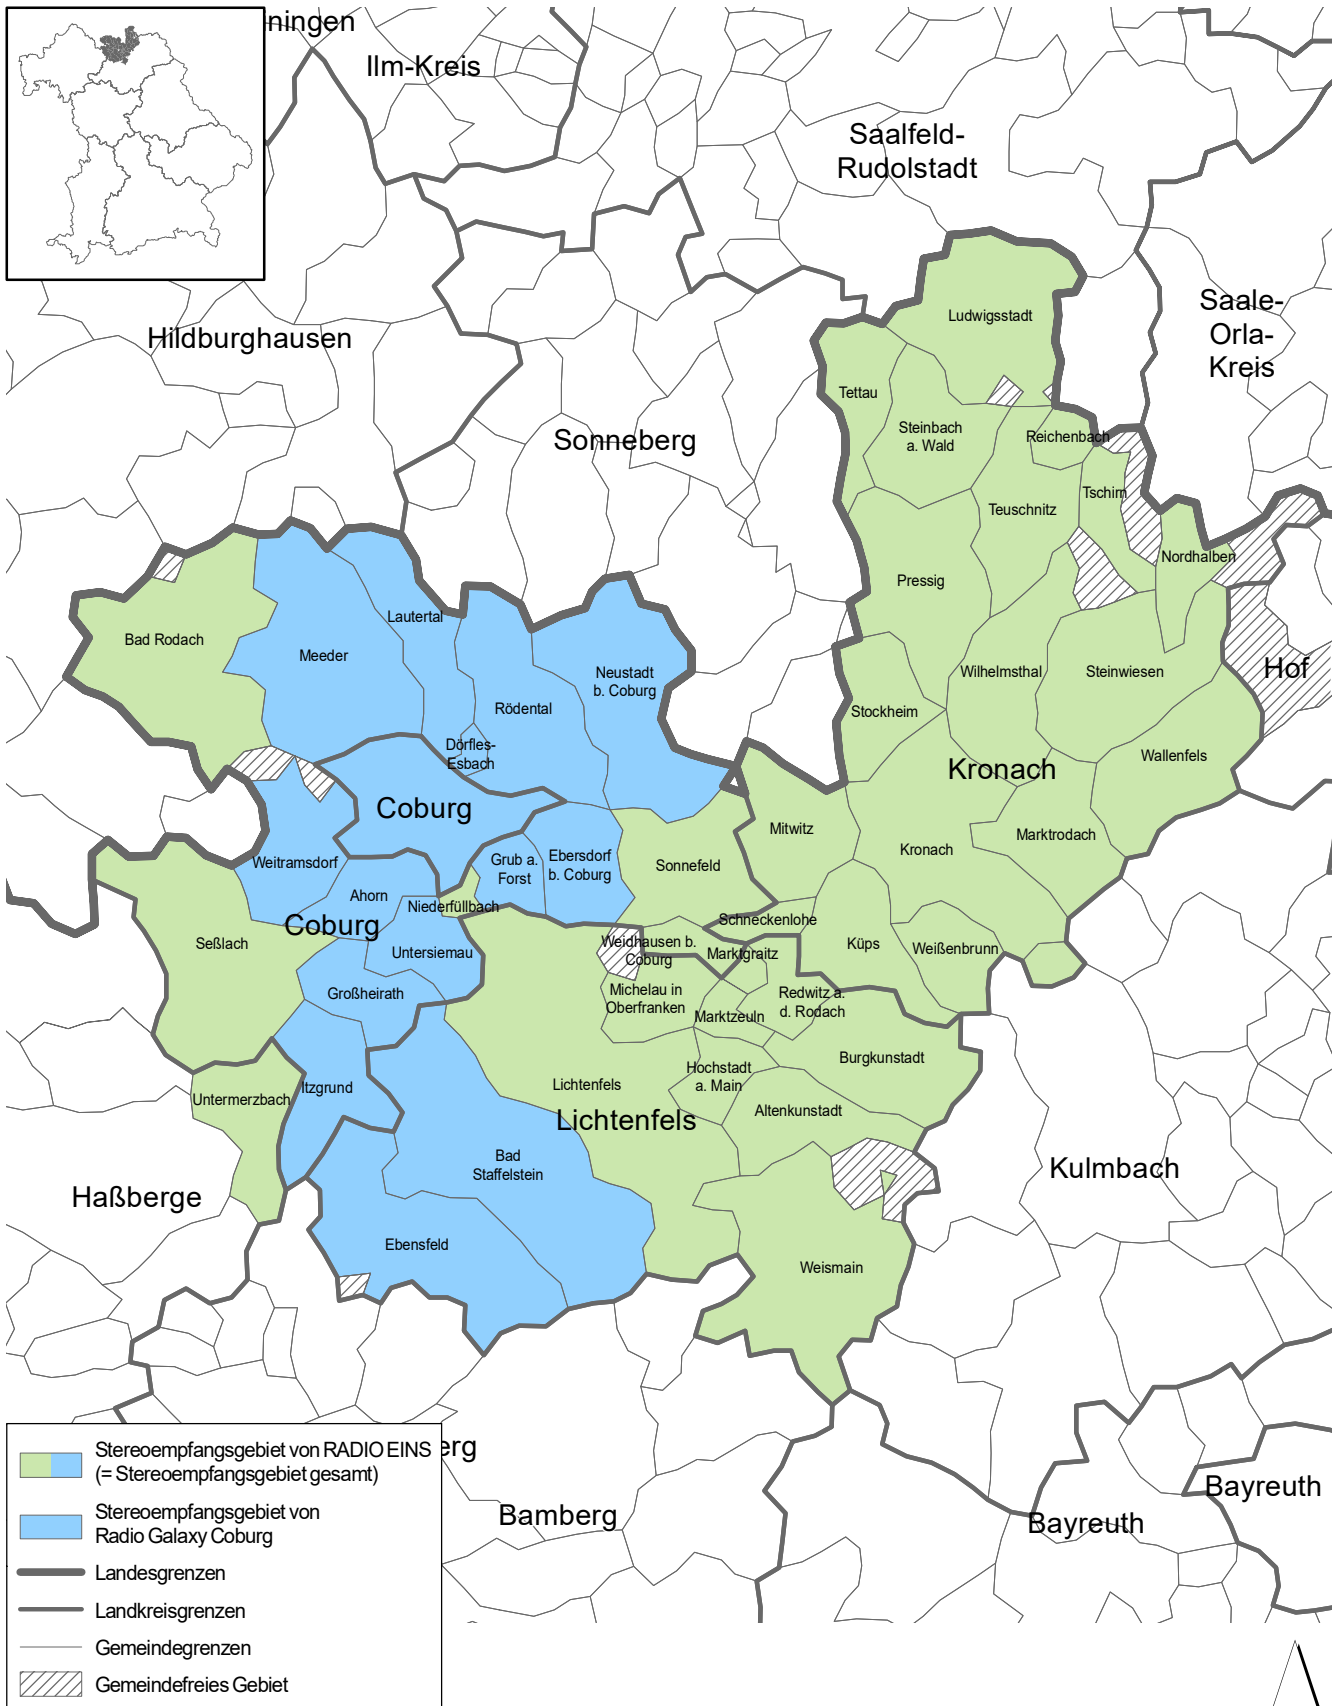 ningen
Ilm-Kreis
Saalfeld-
Rudolstadt
Saale-
Orla-
Kreis
Hildburghausen
Sonneberg
Ludwigsstadt
Tettau
Steinbach
a. Wald
Reichenbach
Tschirn
Teuschnitz
Nordhalben
Pressig
Bad Rodach
Meeder
Lautertal
Neustadt
b. Coburg
Rödental
Dörfles-
Esbach
Wilhelmsthal
Steinwiesen
Hof
Stockheim
Wallenfels
Kronach
Coburg
Mitwitz
Marktrodach
Kronach
Weitramsdorf
Grub a.
Forst
Ebersdorf
b. Coburg
Sonnefeld
Ahorn
Niederfüllbach
Coburg
Schneckenlohe
Seßlach
Untersiemau
Weidhausen b.
Coburg
Marktgraitz
Küps
Weißenbrunn
Großheirath
Michelau in
Oberfranken
Marktzeuln
Redwitz a.
d. Rodach
Burgkunstadt
Hochstadt
a. Main
Itzgrund
Untermerzbach
Lichtenfels
Altenkunstadt
Lichtenfels
Bad
Staffelstein
Kulmbach
Haßberge
Ebensfeld
Weismain
erg
Bamberg
Bayreuth
Bayreuth
Stereoempfangsgebiet von RADIO EINS
(= Stereoempfangsgebiet gesamt)
Stereoempfangsgebiet von
Radio Galaxy Coburg
Landesgrenzen
Landkreisgrenzen
Gemeindegrenzen
Gemeindefreies Gebiet